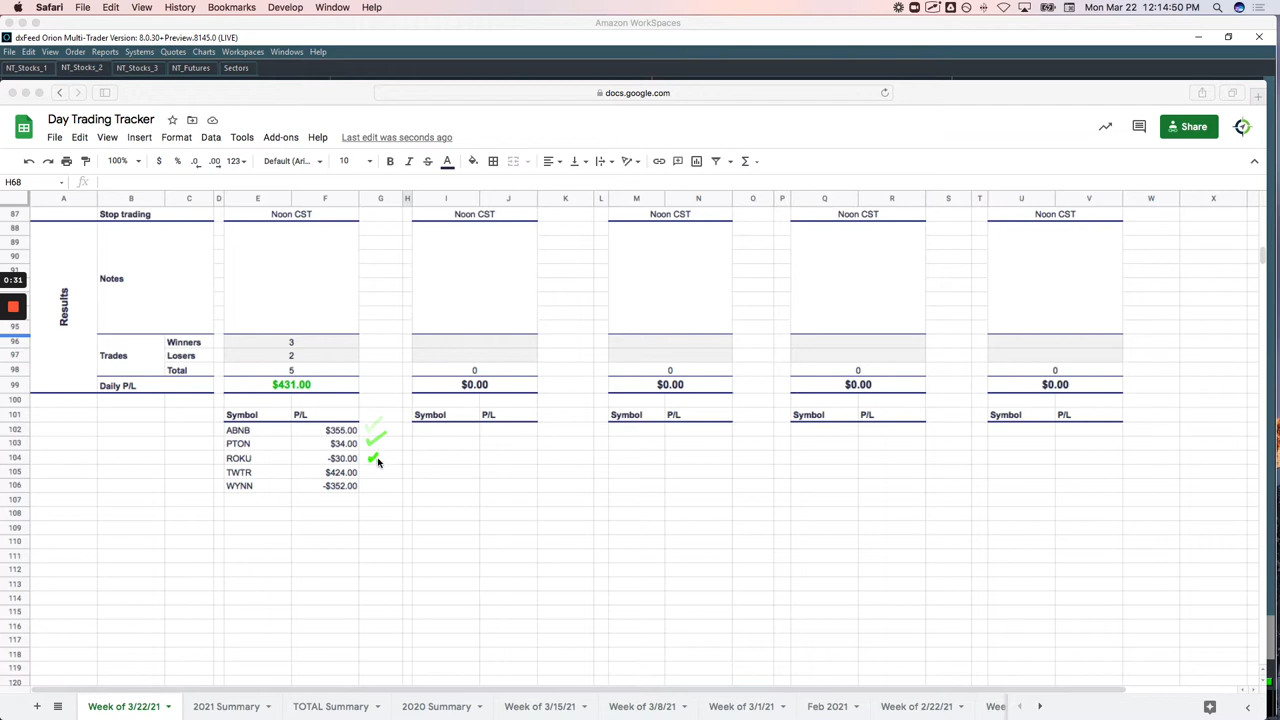 Safari File Edit View History Bookmarks Develop Window Help Mon Mar 22 12:14:50 PM
Amazon WorkSpaces
dxFeed Orion Multi-Trader Version: 8.0.30+Preview.8145.0 (LIVE)
File Edit View Order Reports Systems Quotes Charts Workspaces Windows Help
NT_Stocks_1 NT_Stocks_2 NT_Stocks_3 NT_Futures Sectors
docs.google.com
Day Trading Tracker
File Edit View Insert Format Data Tools Add-ons Help Last edit was seconds ago
Share
100% $ % .0 .00 123 Default (Ari... 10 B I S A
H68 fx
A B C D E F G H I J K L M N O P Q R S T U V W X
87 Stop trading Noon CST Noon CST Noon CST Noon CST Noon CST
88
89
90
91 Notes
0:31
Results
95
96 Winners 3
97 Trades Losers 2
98 Total 5 0 0 0 0
99 Daily P/L $431.00 $0.00 $0.00 $0.00 $0.00
100
101 Symbol P/L Symbol P/L Symbol P/L Symbol P/L Symbol P/L
102 ABNB $355.00
103 PTON $34.00
104 ROKU -$30.00
105 TWTR $424.00
106 WYNN -$352.00
107
108
109
110
111
112
113
114
115
116
117
118
119
120
Week of 3/22/21 2021 Summary TOTAL Summary 2020 Summary Week of 3/15/21 Week of 3/8/21 Week of 3/1/21 Feb 2021 Week of 2/22/21 Wee